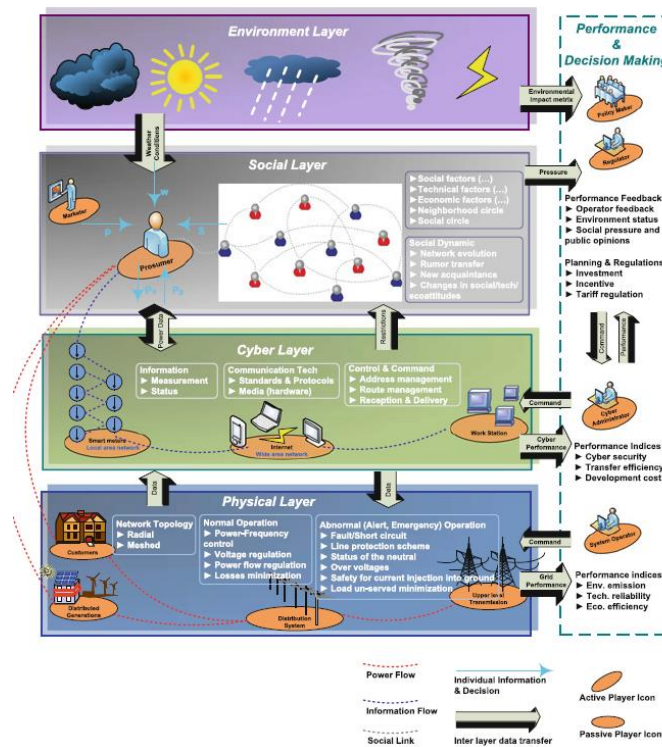 Environment Layer
Performance
&
Decision Making
Environmental
Impact metrix
Policy Maker
Regulator
Weather
Conditions
Social Layer
Pressure
Marketer
w
p
Prosumer
►Social factors (...)
►Technical factors (...)
►Economic factors (...)
►Neighborhood circle
►Social circle
Social Dynamic
► Network evolution
► Rumor transfer
► New acquaintance
► Changes in social/tech/
ecoattitudes
Performance Feedback
► Operator feedback
► Environment status
► Social pressure and
public opinions
Planning & Regulations
► Investment
► Incentive
► Tariff regulation
Power Data
Restrictions
Command
Performance
Cyber Layer
Information
► Measurement
► Status
Communication Tech
► Standards & Protocols
► Media (hardware)
Control & Command
► Address management
► Route management
► Reception & Delivery
Smart meters
Local area network
Internet
Wide area network
Work Station
Command
Cyber
Administrator
Cyber
Performance
Performance Indices
► Cyber security
► Transfer efficiency
► Development cost
Data
Data
Physical Layer
Customers
Distributed
Generations
Network Topology
► Radial
► Meshed
Normal Operation
► Power-Frequency
control
► Voltage regulation
► Power flow regulation
► Losses minimization
Abnormal (Alert, Emergency) Operation
► Fault/Short circuit
► Line protection scheme
► Status of the neutral
► Over voltages
► Safety for current injection into ground
► Load un-served minimization
Distribution
System
Upper level
Transmission
Command
System Operator
Grid
Performance
Performance indices
► Env. emission
► Tech. reliability
► Eco. efficiency
Power Flow
Information Flow
Social Link
Individual Information
& Decision
Inter layer data transfer
Active Player Icon
Passive Player Icon